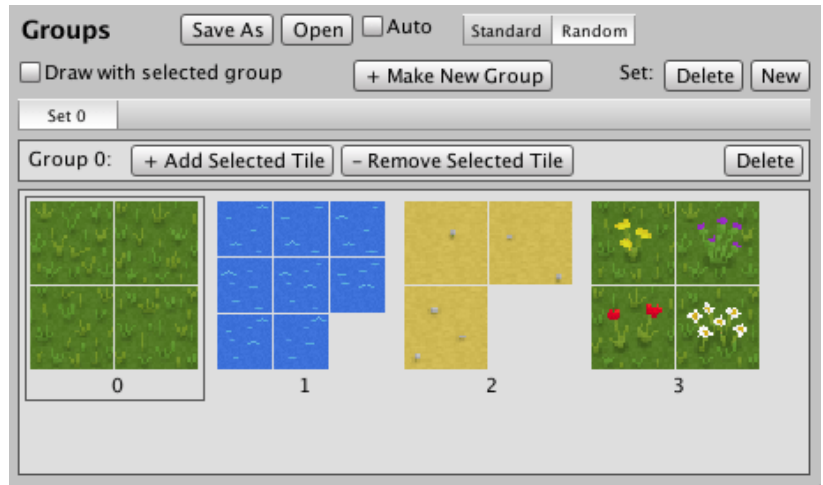 Groups Save As Open Auto Standard Random
Draw with selected group + Make New Group Set: Delete New
Set 0
Group 0: + Add Selected Tile - Remove Selected Tile Delete
0 1 2 3